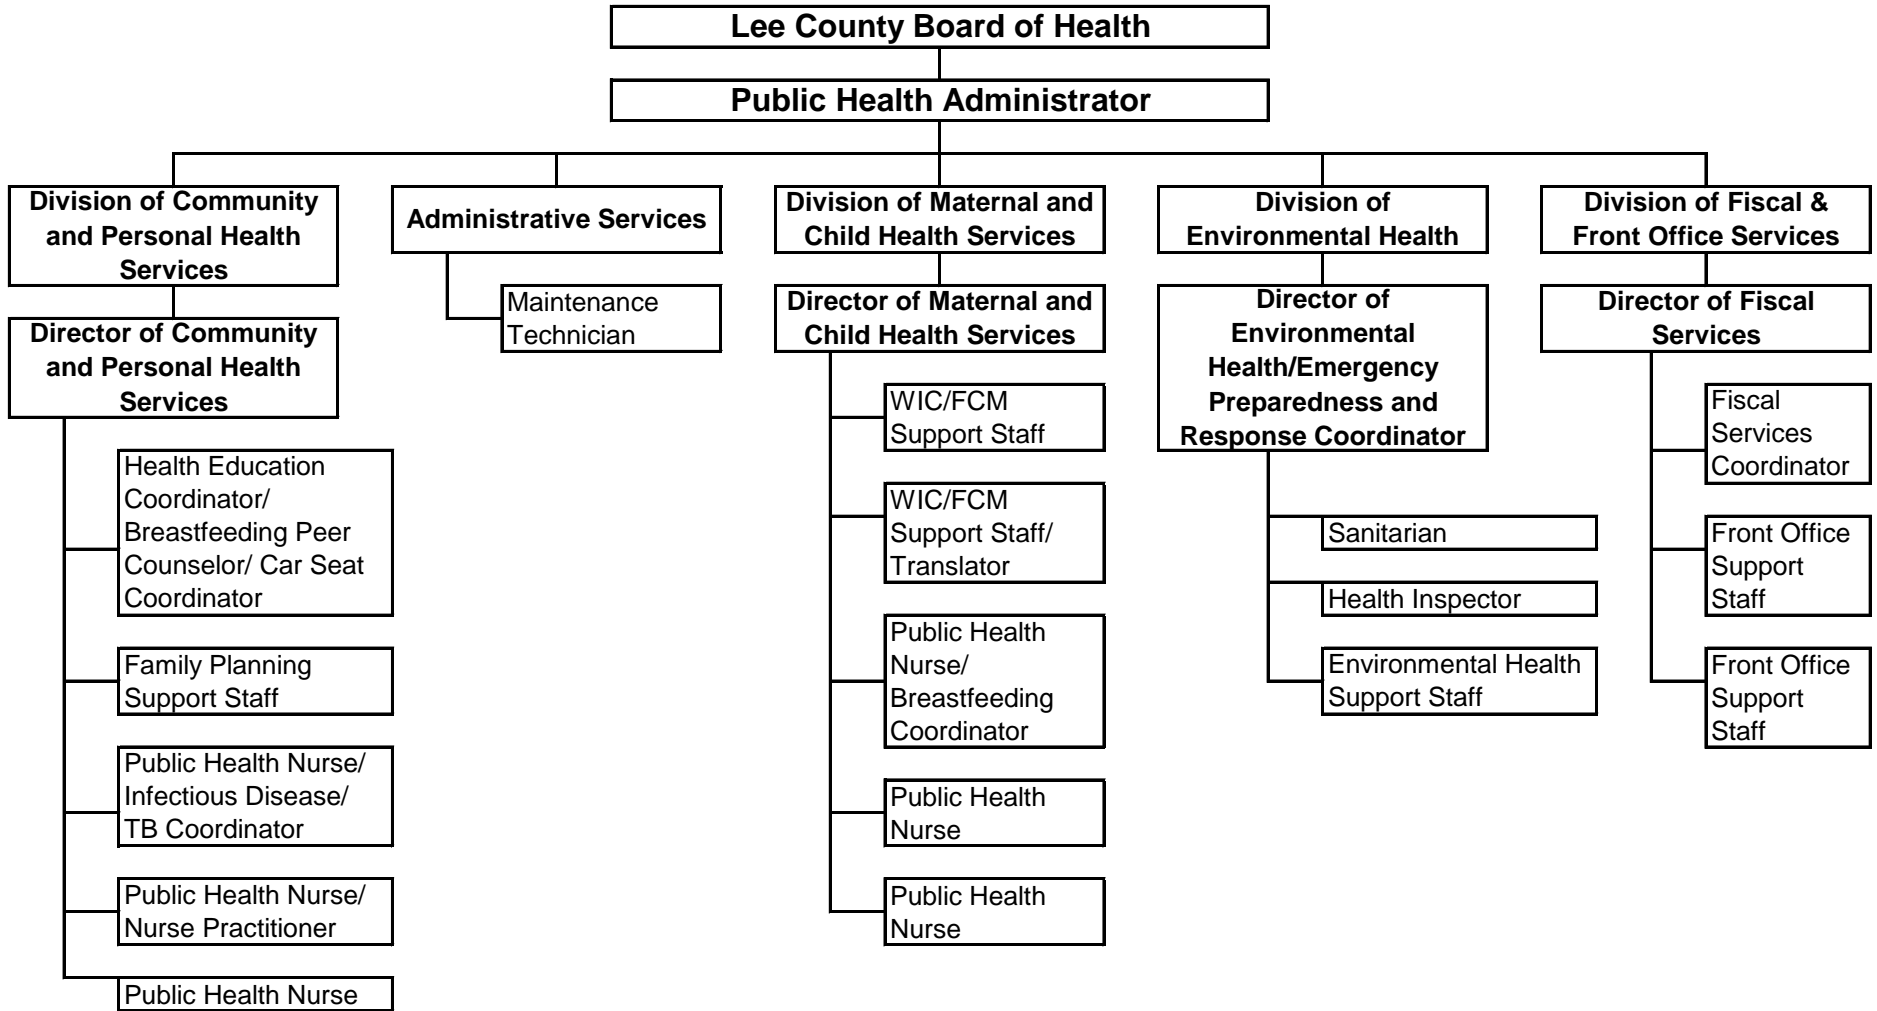 Lee County Board of Health
Public Health Administrator
Division of Community
and Personal Health
Services
Director of Community
and Personal Health
Services
Health Education
Coordinator/
Breastfeeding Peer
Counselor/ Car Seat
Coordinator
Family Planning
Support Staff
Public Health Nurse/
Infectious Disease/
TB Coordinator
Public Health Nurse/
Nurse Practitioner
Public Health Nurse
Administrative Services
Maintenance
Technician
Division of Maternal and
Child Health Services
Director of Maternal and
Child Health Services
WIC/FCM
Support Staff
WIC/FCM
Support Staff/
Translator
Public Health
Nurse/
Breastfeeding
Coordinator
Public Health
Nurse
Public Health
Nurse
Division of
Environmental Health
Director of
Environmental
Health/Emergency
Preparedness and
Response Coordinator
Sanitarian
Health Inspector
Environmental Health
Support Staff
Division of Fiscal &
Front Office Services
Director of Fiscal
Services
Fiscal
Services
Coordinator
Front Office
Support
Staff
Front Office
Support
Staff